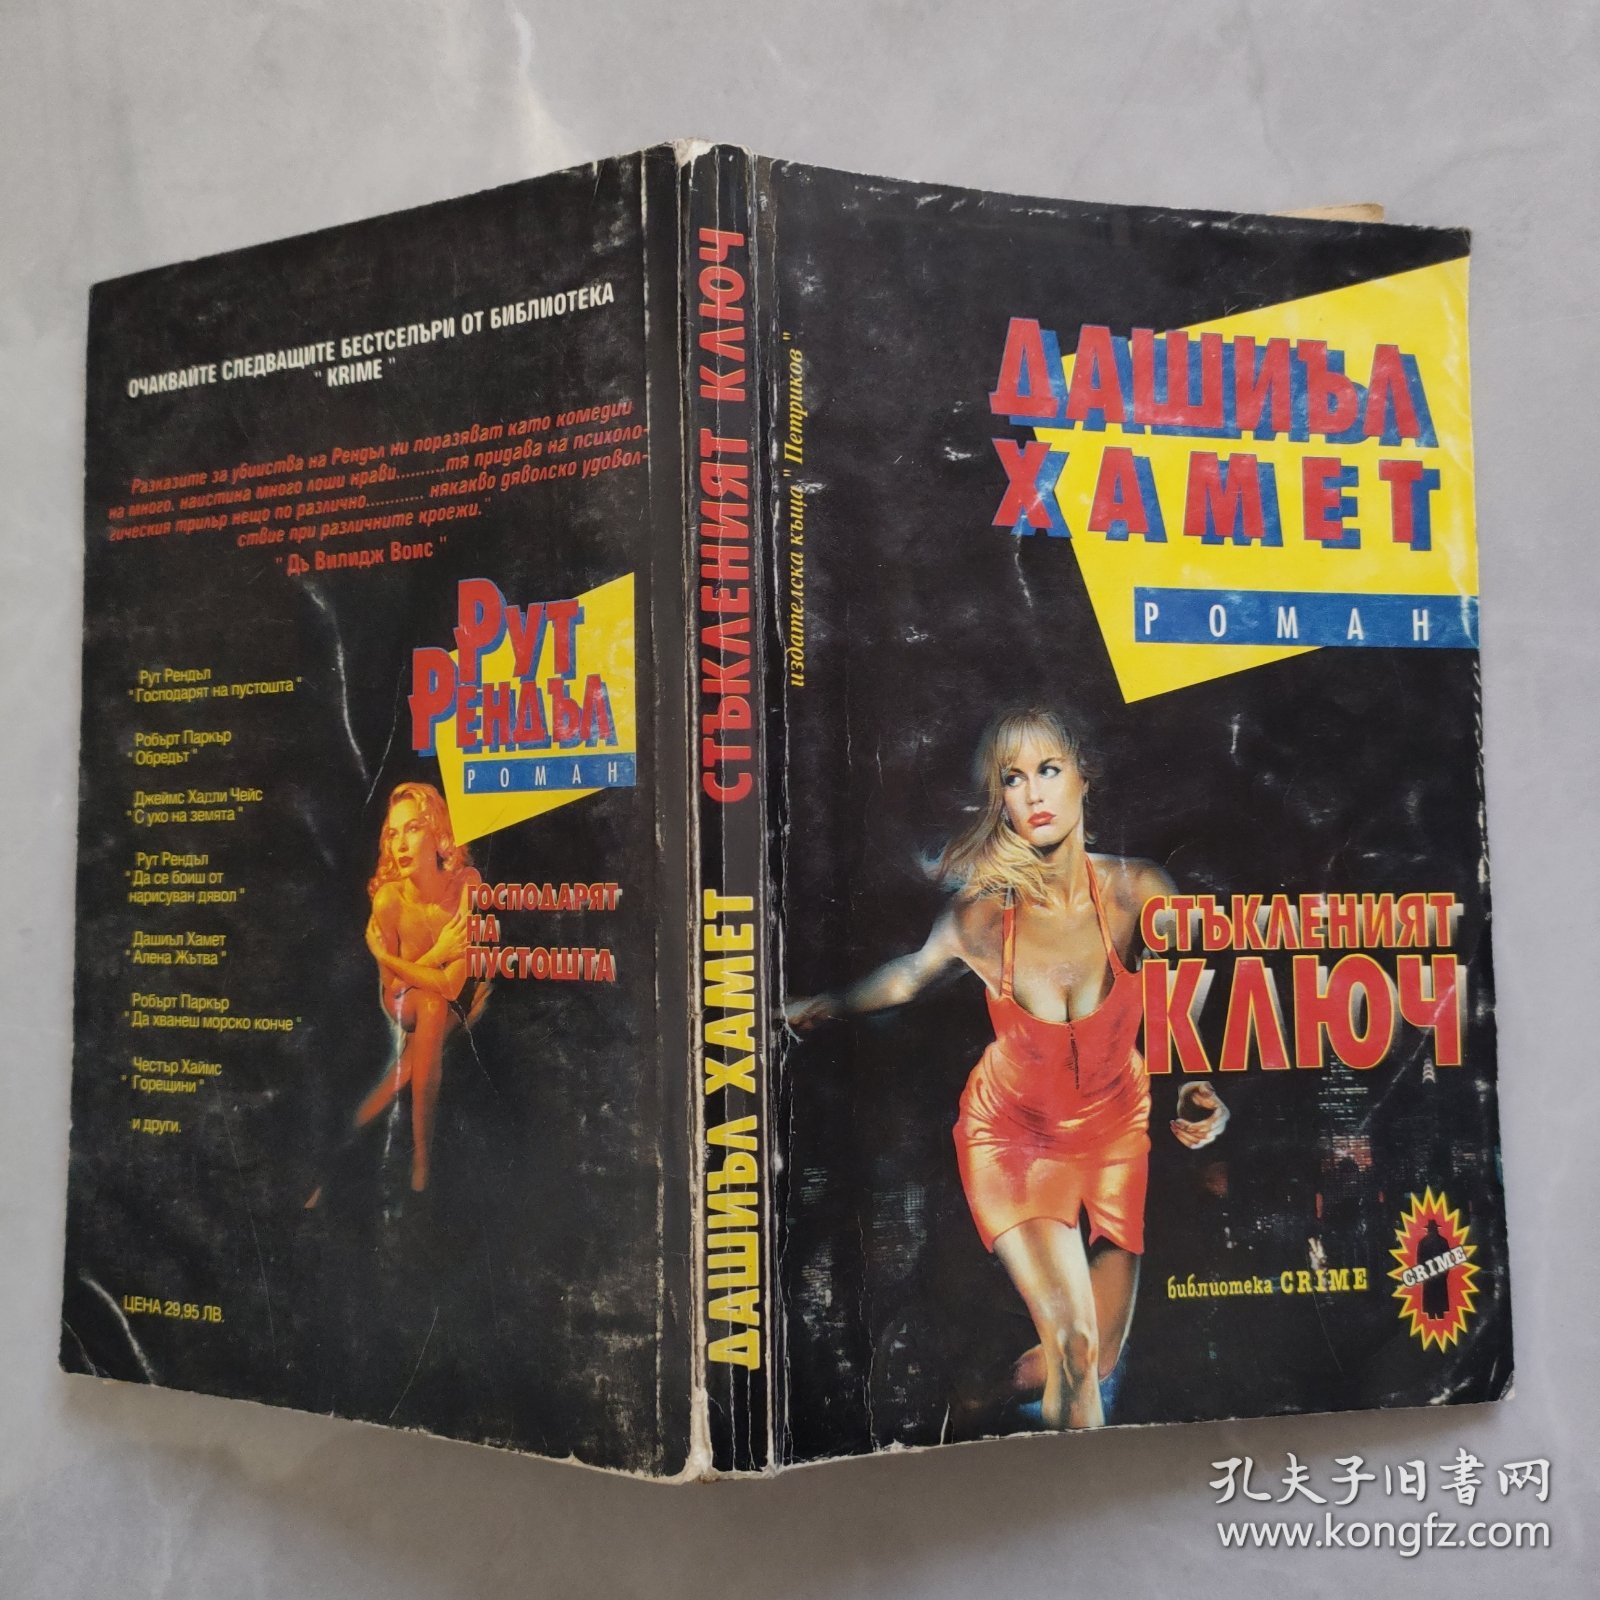 ОЧАКВАЙТЕ СЛЕДВАЩИТЕ БЕСТСЕЛЪРИ ОТ БИБЛИОТЕКА
" KRIME "
"Разказите за убийства на Рендъл ни поразяват като комедии
на много, наистина много лоши нрави..........тя придава на психоло-
гическия трилър нещо по различно............ някакво дяволско удовол-
ствие при различните кроежи."
" Дъ Вилидж Воис "
РУТ
РЕНДЪЛ
РОМАН
ГОСПОДАРЯТ
НА
ПУСТОШТА
Рут Рендъл
" Господарят на пустошта "
Робърт Паркър
" Обредът "
Джеймс Хадли Чейс
" С ухо на земята "
Рут Рендъл
" Да се боиш от
нарисуван дявол "
Дашиъл Хамет
" Алена Жътва "
Робърт Паркър
" Да хванеш морско конче "
Честър Хаймс
" Горещини "
и други.
ЦЕНА 29,95 ЛВ.
ДАШИЪЛ ХАМЕТ СТЪКЛЕНИЯТ КЛЮЧ
издателска къща " Петриков "
ДАШИЪЛ
ХАМЕТ
РОМАН
СТЪКЛЕНИЯТ
КЛЮЧ
библиотека CRIME
CRIME
孔夫子旧书网
www.kongfz.com